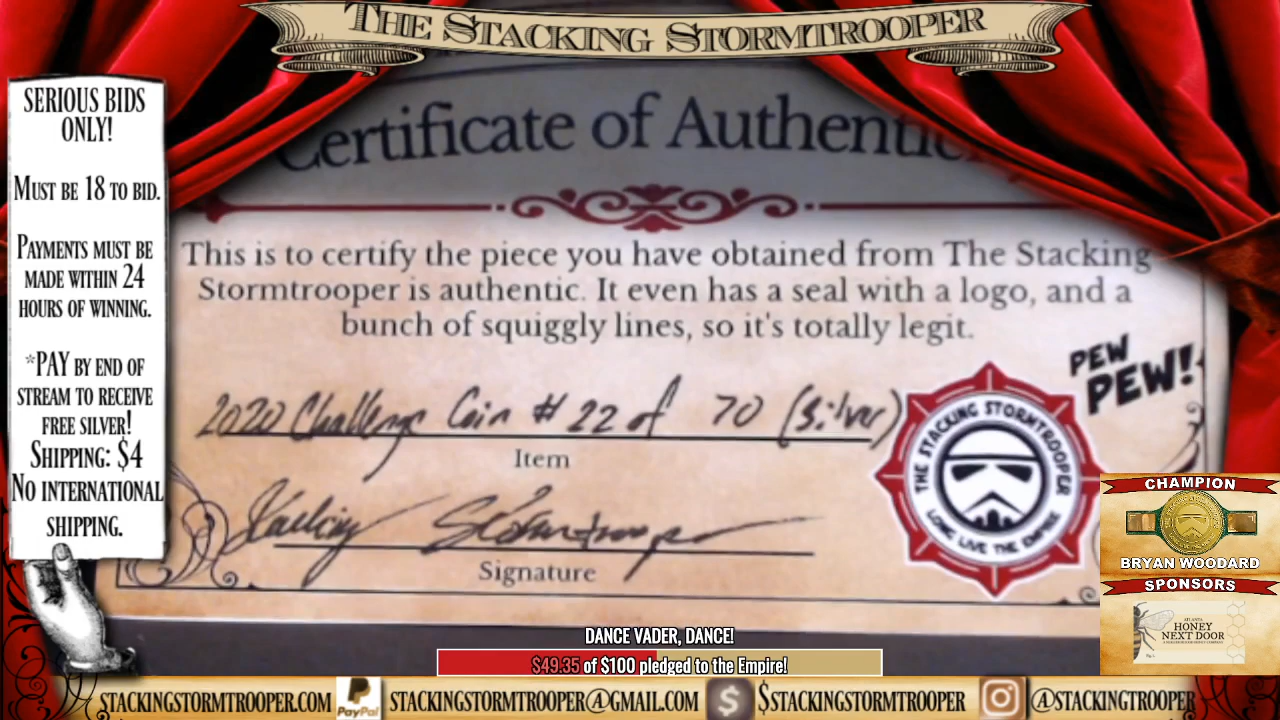 THE STACKING STORMTROOPER
SERIOUS BIDS
ONLY!
MUST BE 18 TO BID.
PAYMENTS MUST BE
MADE WITHIN 24
HOURS OF WINNING.
*PAY BY END OF
STREAM TO RECEIVE
FREE SILVER!
SHIPPING: $4
NO INTERNATIONAL
SHIPPING.
Certificate of Authentic
This is to certify the piece you have obtained from The Stacking
Stormtrooper is authentic. It even has a seal with a logo, and a
bunch of squiggly lines, so it's totally legit.
PEW
PEW!
2020 Challenge Coin # 22 of 70 (Silver)
Item
THE STACKING STORMTROOPER
LONG LIVE THE EMPIRE
Stacking Stormtrooper
Signature
CHAMPION
BRYAN WOODARD
SPONSORS
ATLANTA
HONEY
NEXT DOOR
DANCE VADER, DANCE!
$49.35 of $100 pledged to the Empire!
STACKINGSTORMTROOPER.COM
PayPal
STACKINGSTORMTROOPER@GMAIL.COM
$
$STACKINGSTORMTROOPER
@STACKINGTROOPER